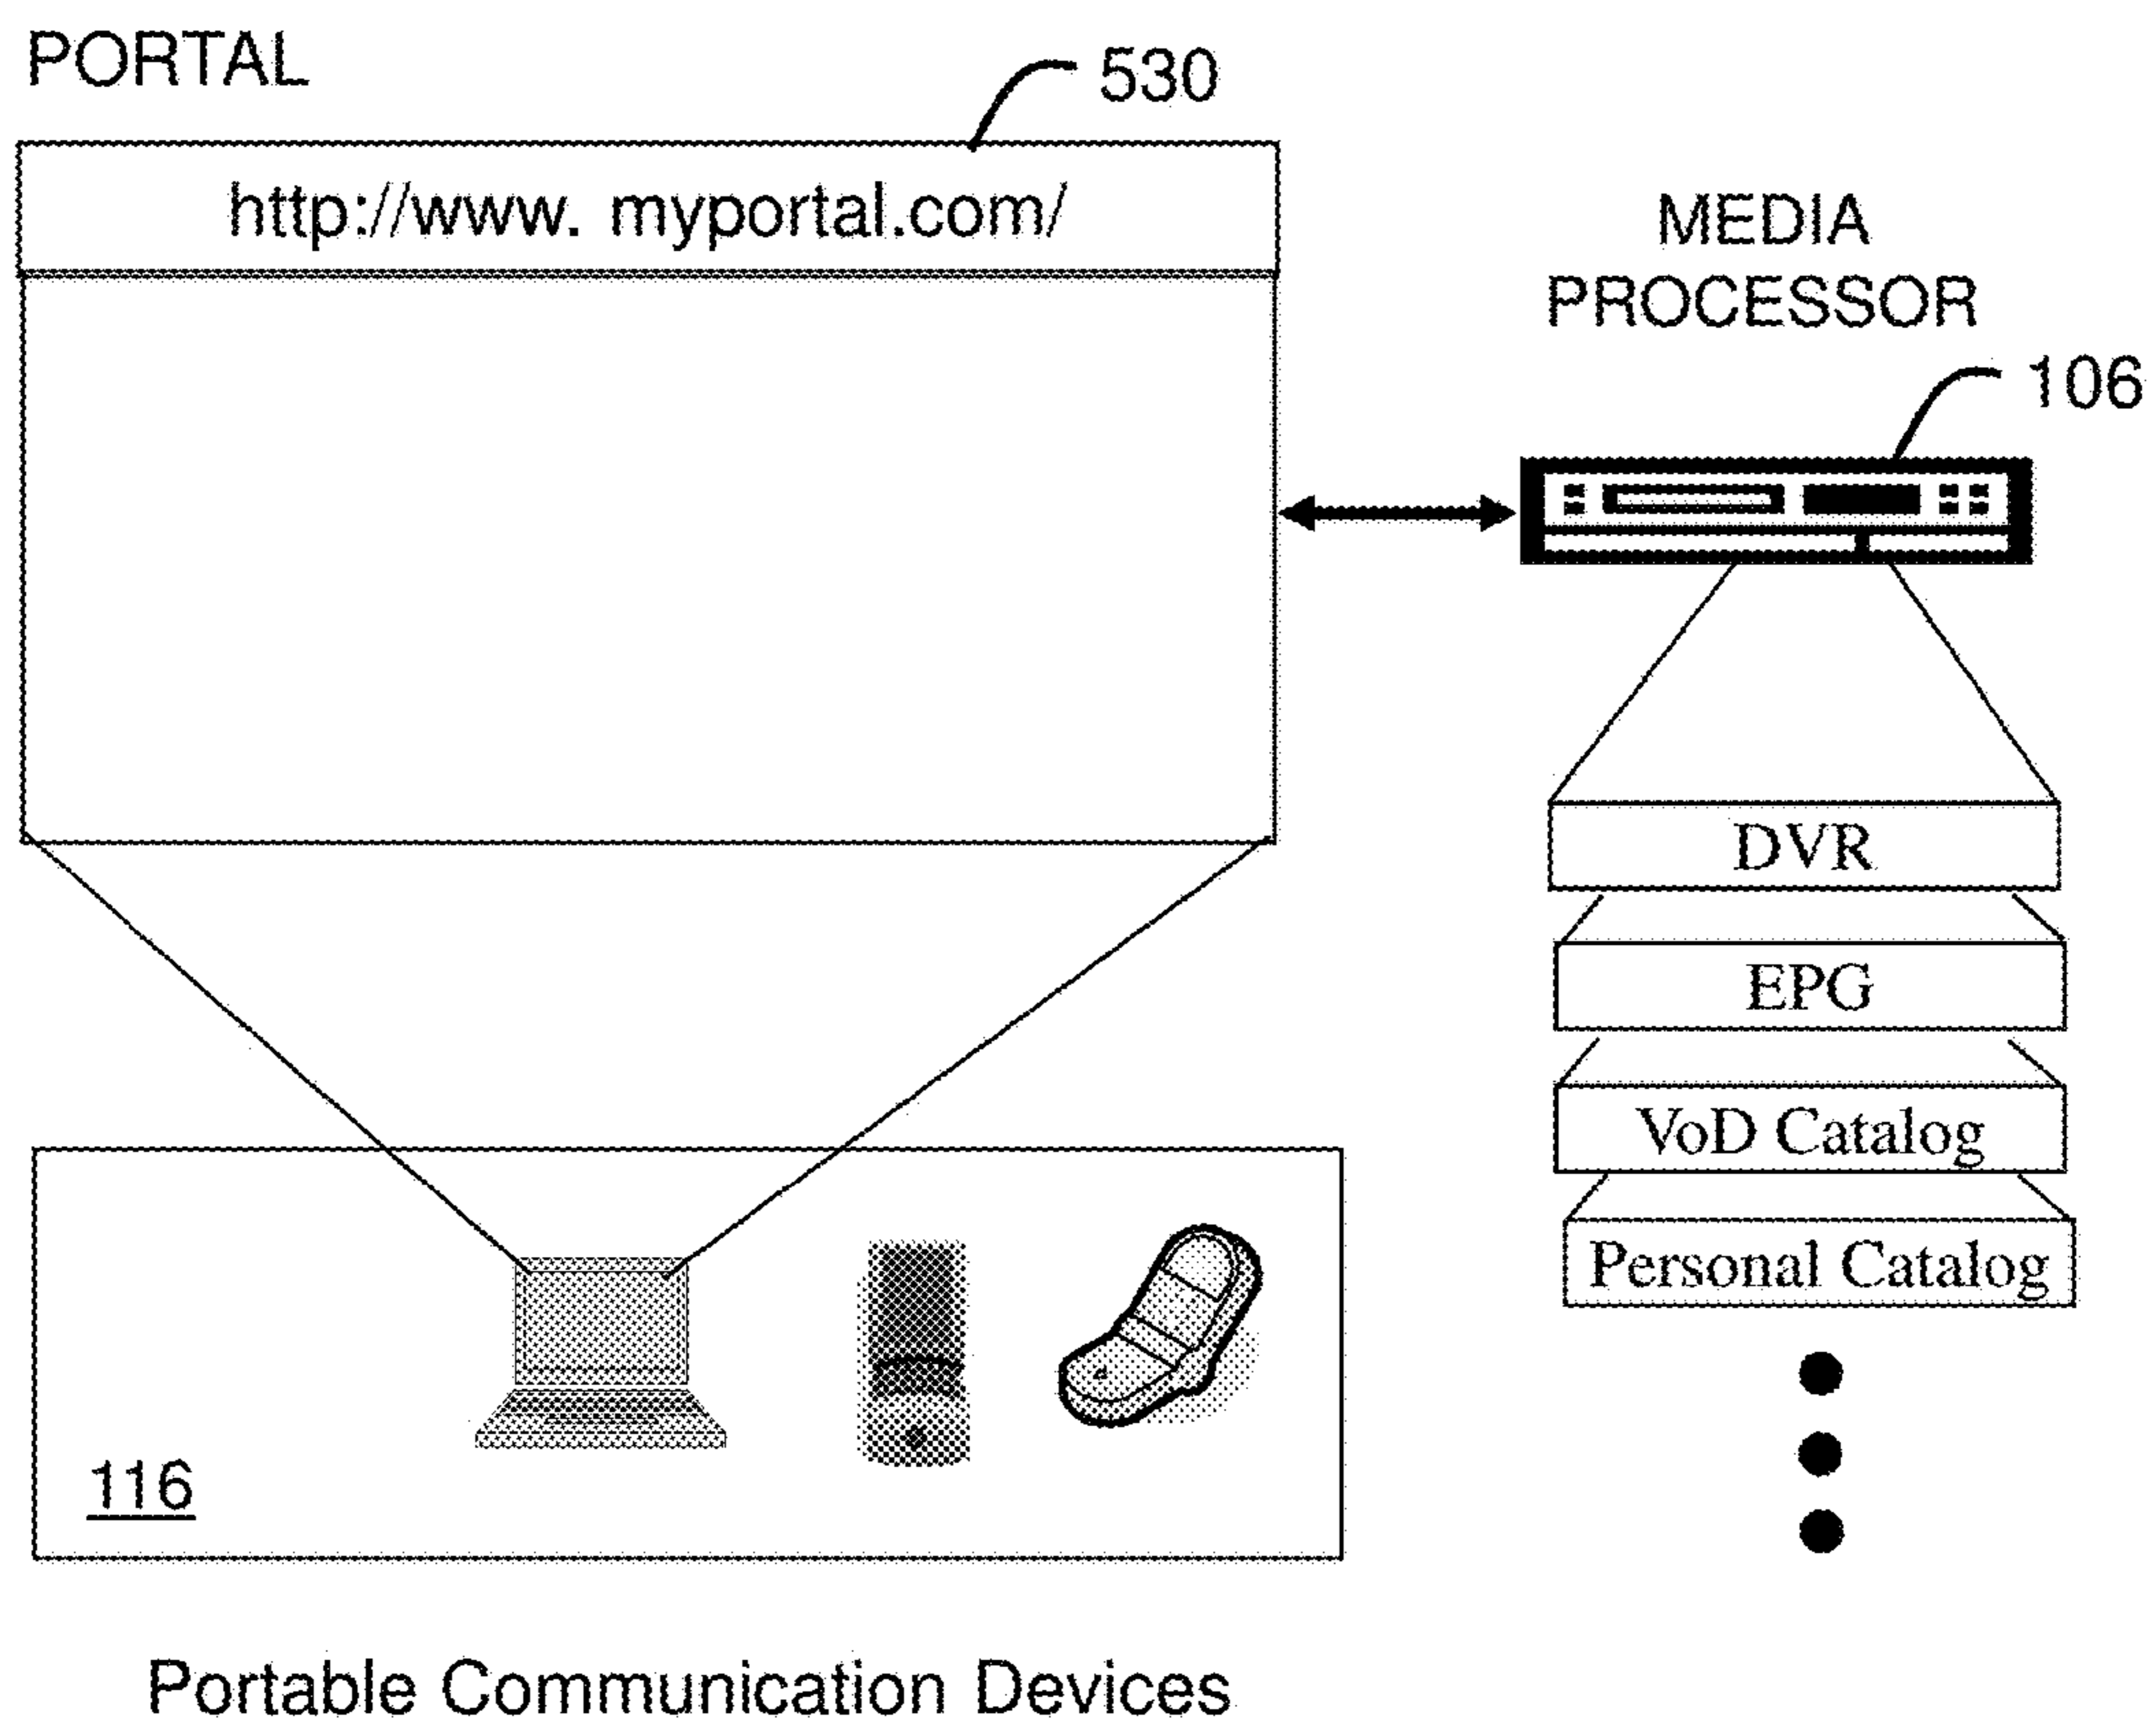 PORTAL
530
http://www. myportal.com/
MEDIA
PROCESSOR
106
DVR
EPG
VoD Catalog
Personal Catalog
116
Portable Communication Devices